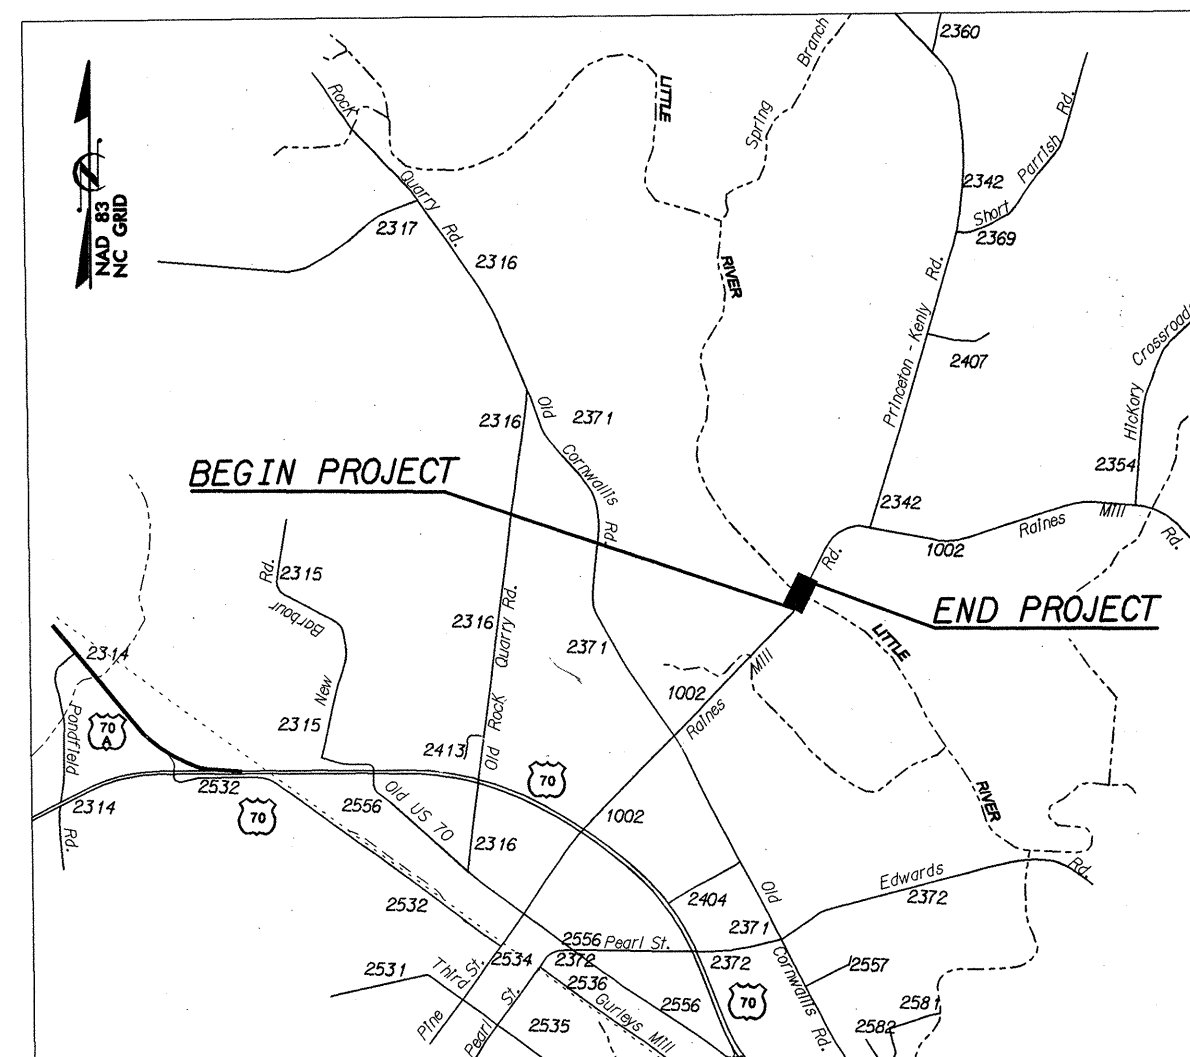 2360
Branch
Spring
LITTLE
Rock
Parrish Rd.
2342
Short
2369
Quarry
2317
Rd.
2316
NAD 83
NC GRID
RIVER
Rd.
Princeton - Kenly
2407
Crossroads
Hickory
2354
2316
Old
2371
Cornwallis
Rd.
BEGIN PROJECT
2342
Raines
Mill
Rd.
1002
Rd.
Rd.
2315
Barbour
2316
Quarry Rd.
END PROJECT
LITTLE
2371
2314
Mill
1002
Raines
New
2315
Rock
Old
2413
Pondfield
70
A
70
2532
2556
Old US 70
70
1002
RIVER
2314
Rd.
2316
Edwards
Rd.
2372
2404
Old
2371
2532
2556
Pearl St.
2534
2372
2372
Cornwallis
Rd.
2557
2531
Third
St.
2536
St.
Gurleys Mill
2556
70
2581
2582
2535
Pine
Pearl